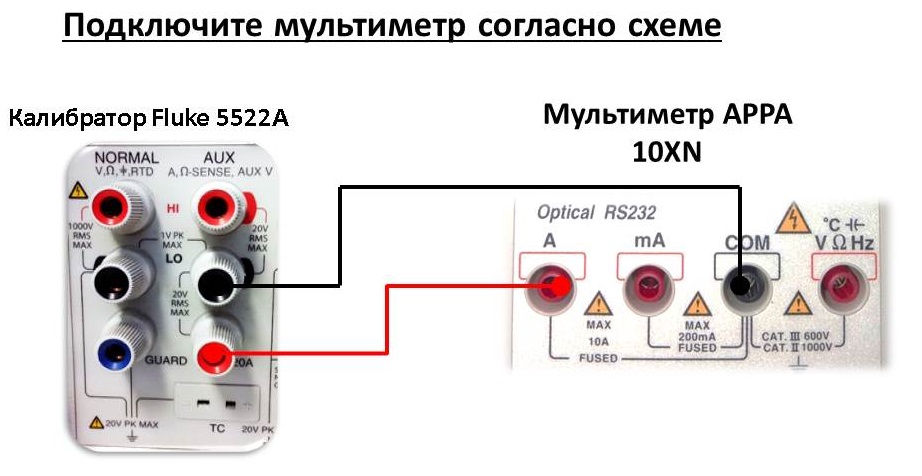 Подключите мультиметр согласно схеме
Калибратор Fluke 5522A
Мультиметр APPA
10XN
NORMAL
V,Ω,⏚,RTD
AUX
A, Ω-SENSE, AUX V
HI
1000V
RMS
MAX
1V PK
MAX
20V
RMS
MAX
LO
20V
RMS
MAX
GUARD
20A
TC
20V PK MAX
20V PK
Optical RS232
A
mA
COM
°C ⊣⊢
V Ω Hz
MAX
10A
FUSED
MAX
200mA
FUSED
CAT. III 600V
CAT. II 1000V